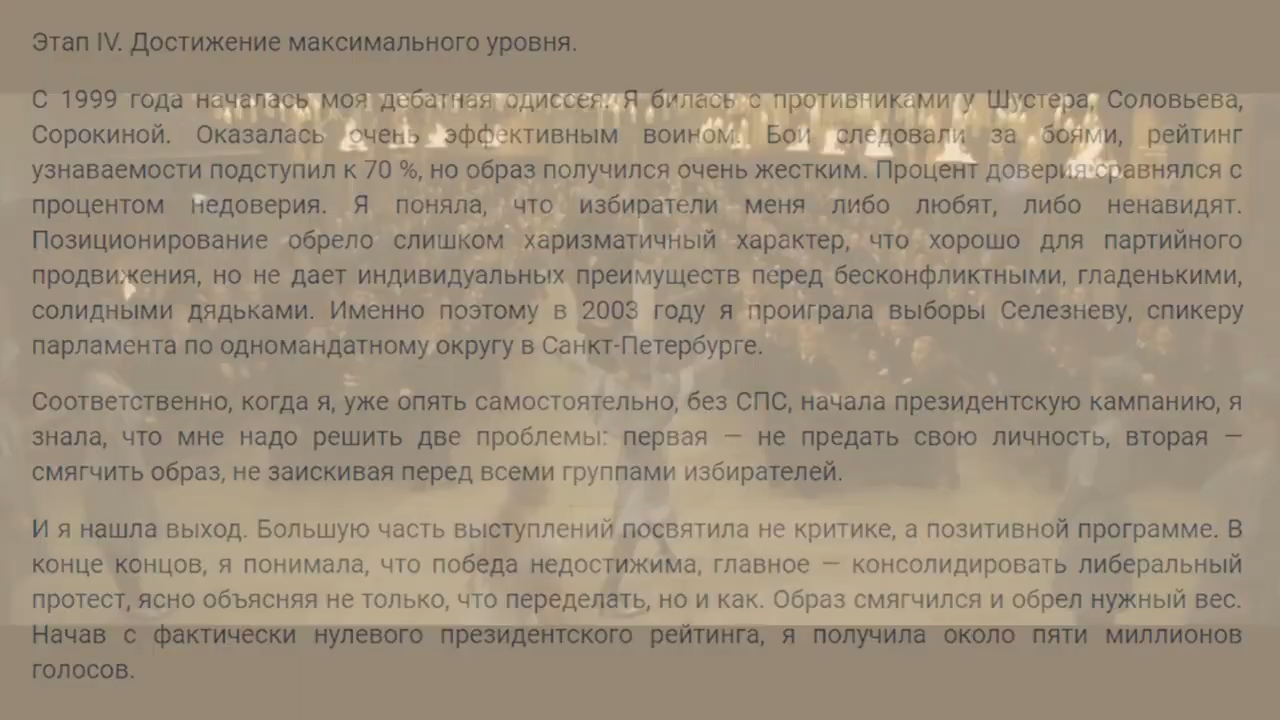 Этап IV. Достижение максимального уровня.
С 1999 года началась моя дебатная одиссея. Я билась с противниками у Шустера, Соловьева,
Сорокиной. Оказалась очень эффективным воином. Бои следовали за боями, рейтинг
узнаваемости подступил к 70 %, но образ получился очень жестким. Процент доверия сравнялся с
процентом недоверия. Я поняла, что избиратели меня либо любят, либо ненавидят.
Позиционирование обрело слишком харизматичный характер, что хорошо для партийного
продвижения, но не дает индивидуальных преимуществ перед бесконфликтными, гладенькими,
солидными дядьками. Именно поэтому в 2003 году я проиграла выборы Селезневу, спикеру
парламента по одномандатному округу в Санкт-Петербурге.
Соответственно, когда я, уже опять самостоятельно, без СПС, начала президентскую кампанию, я
знала, что мне надо решить две проблемы: первая — не предать свою личность, вторая —
смягчить образ, не заискивая перед всеми группами избирателей.
И я нашла выход. Большую часть выступлений посвятила не критике, а позитивной программе. В
конце концов, я понимала, что победа недостижима, главное — консолидировать либеральный
протест, ясно объясняя не только, что переделать, но и как. Образ смягчился и обрел нужный вес.
Начав с фактически нулевого президентского рейтинга, я получила около пяти миллионов
голосов.